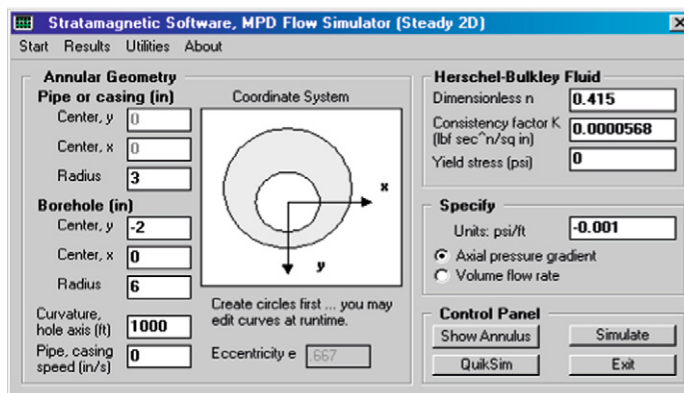 Stratamagnetic Software, MPD Flow Simulator (Steady 2D)
Start Results Utilities About
Annular Geometry
Pipe or casing (in)
Center, y 0
Center, x 0
Radius 3
Borehole (in)
Center, y -2
Center, x 0
Radius 6
Curvature,
hole axis (ft) 1000
Pipe, casing
speed (in/s) 0
Coordinate System
x
y
Create circles first ... you may
edit curves at runtime.
Eccentricity e .667
Herschel-Bulkley Fluid
Dimensionless n 0.415
Consistency factor K
(lbf sec^n/sq in) 0.0000568
Yield stress (psi) 0
Specify
Units: psi/ft -0.001
Axial pressure gradient
Volume flow rate
Control Panel
Show Annulus Simulate
QuikSim Exit